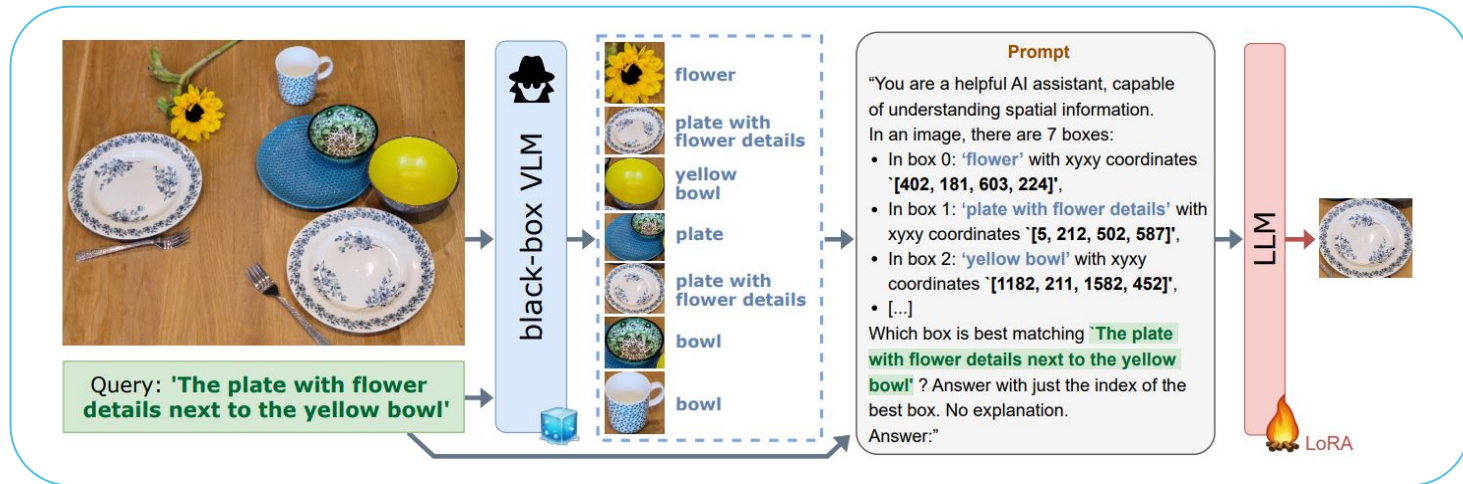 Query: 'The plate with flower
details next to the yellow bowl'
black-box VLM
flower
plate with
flower details
yellow
bowl
plate
plate with
flower details
bowl
bowl
Prompt
“You are a helpful AI assistant, capable
of understanding spatial information.
In an image, there are 7 boxes:
• In box 0: ‘flower’ with xyxy coordinates
`[402, 181, 603, 224]',
• In box 1: ‘plate with flower details’ with
xyxy coordinates `[5, 212, 502, 587]',
• In box 2: ‘yellow bowl’ with xyxy
coordinates `[1182, 211, 1582, 452]',
• [...]
Which box is best matching `The plate
with flower details next to the yellow
bowl' ? Answer with just the index of the
best box. No explanation.
Answer:”
LLM
LoRA